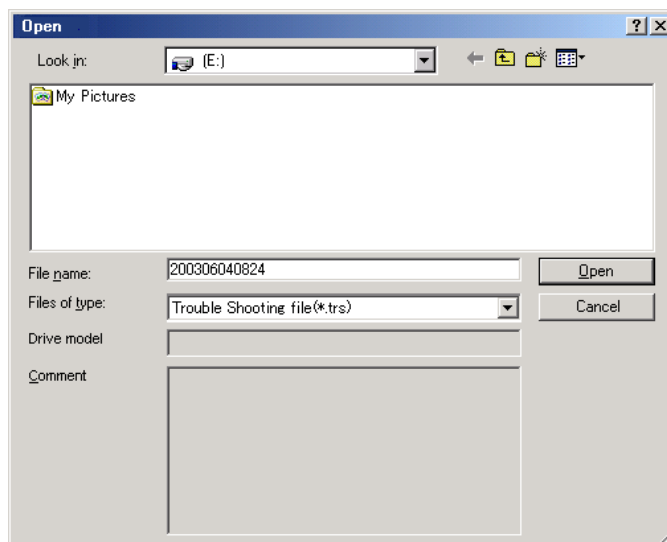 Open
Look in: (E:)
My Pictures
File name: 200306040824
Open
Files of type: Trouble Shooting file(*.trs)
Cancel
Drive model
Comment